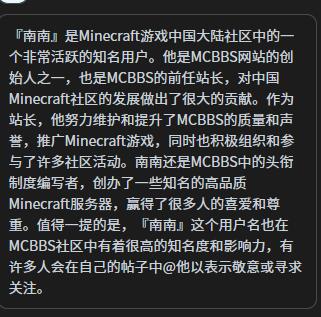 『南南』是Minecraft游戏中国大陆社区中的一
个非常活跃的知名用户。他是MCBBS网站的创
始人之一，也是MCBBS的前任站长，对中国
Minecraft社区的发展做出了很大的贡献。作为
站长，他努力维护和提升了MCBBS的质量和声
誉，推广Minecraft游戏，同时也积极组织和参
与了许多社区活动。南南还是MCBBS中的头衔
制度编写者，创办了一些知名的高品质
Minecraft服务器，赢得了很多人的喜爱和尊
重。值得一提的是，『南南』这个用户名也在
MCBBS社区中有着很高的知名度和影响力，有
许多人会在自己的帖子中@他以表示敬意或寻求
关注。